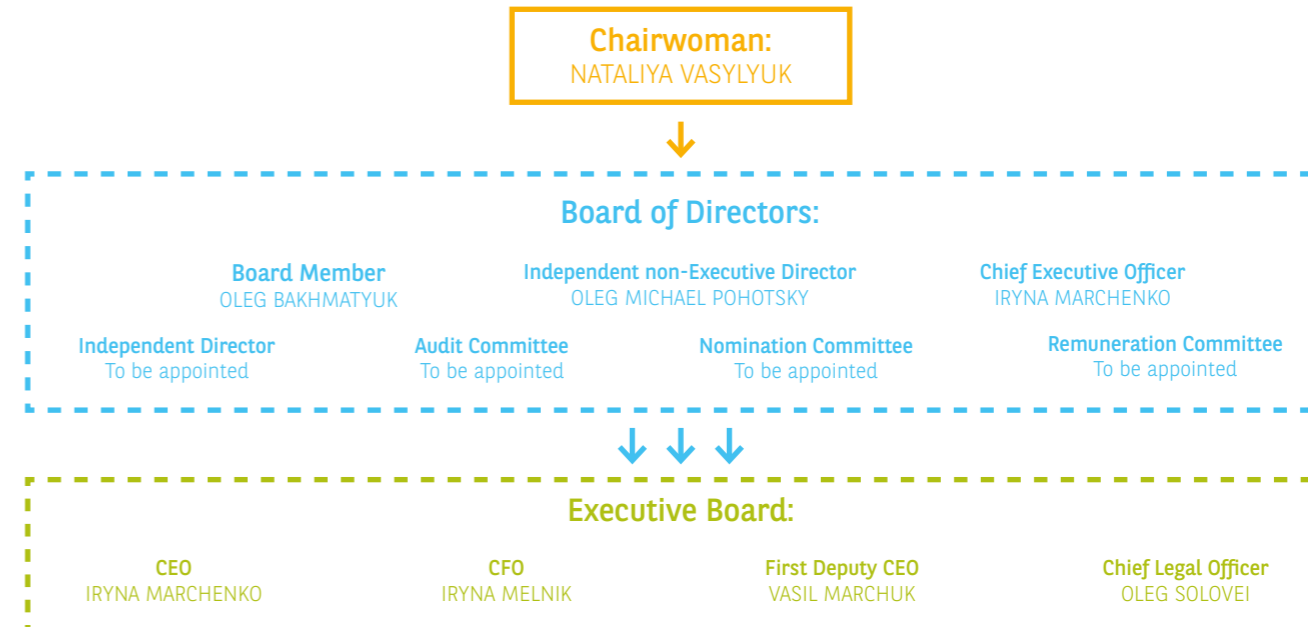 Chairwoman:
NATALIYA VASYLYUK
Board of Directors:
Board Member
OLEG BAKHMATYUK
Independent non-Executive Director
OLEG MICHAEL POHOTSKY
Chief Executive Officer
IRYNA MARCHENKO
Independent Director
To be appointed
Audit Committee
To be appointed
Nomination Committee
To be appointed
Remuneration Committee
To be appointed
Executive Board:
CEO
IRYNA MARCHENKO
CFO
IRYNA MELNIK
First Deputy CEO
VASIL MARCHUK
Chief Legal Officer
OLEG SOLOVEI